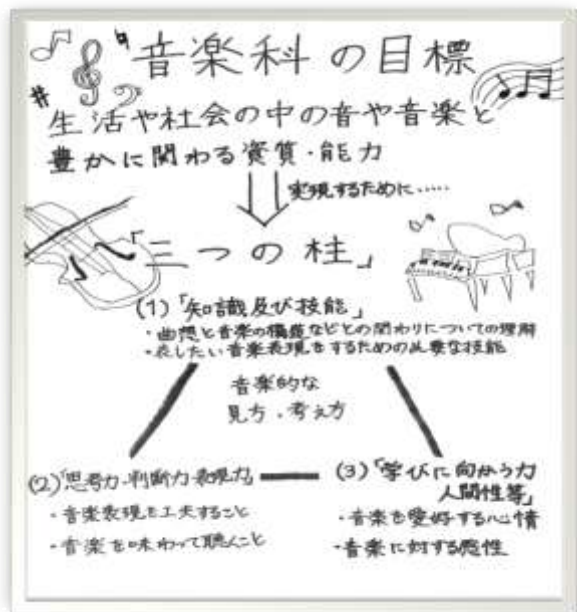 音楽科の目標
生活や社会の中の音や音楽と
豊かに関わる資質・能力
実現するために……
「三つの柱」
(1)「知識及び技能」
・曲想と音楽の構造などとの関わりについての理解
・表したい音楽表現をするための必要な技能
音楽的な
見方・考え方
(2)「思考力・判断力・表現力」
・音楽表現を工夫すること
・音楽を味わって聴くこと
(3)「学びに向かう力
人間性等」
・音楽を愛好する心情
・音楽に対する感性